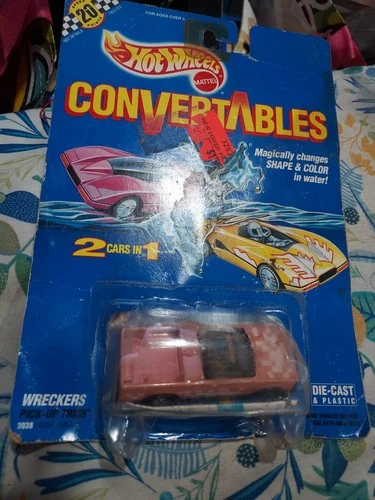 20
FOR AGES OVER
Hot Wheels
MATTEL
CONVERTABLES
Magically changes
SHAPE & COLOR
in water!
2 CARS IN 1
WRECKERS
PICK-UP TRUCK
3938
DIE-CAST
& PLASTIC